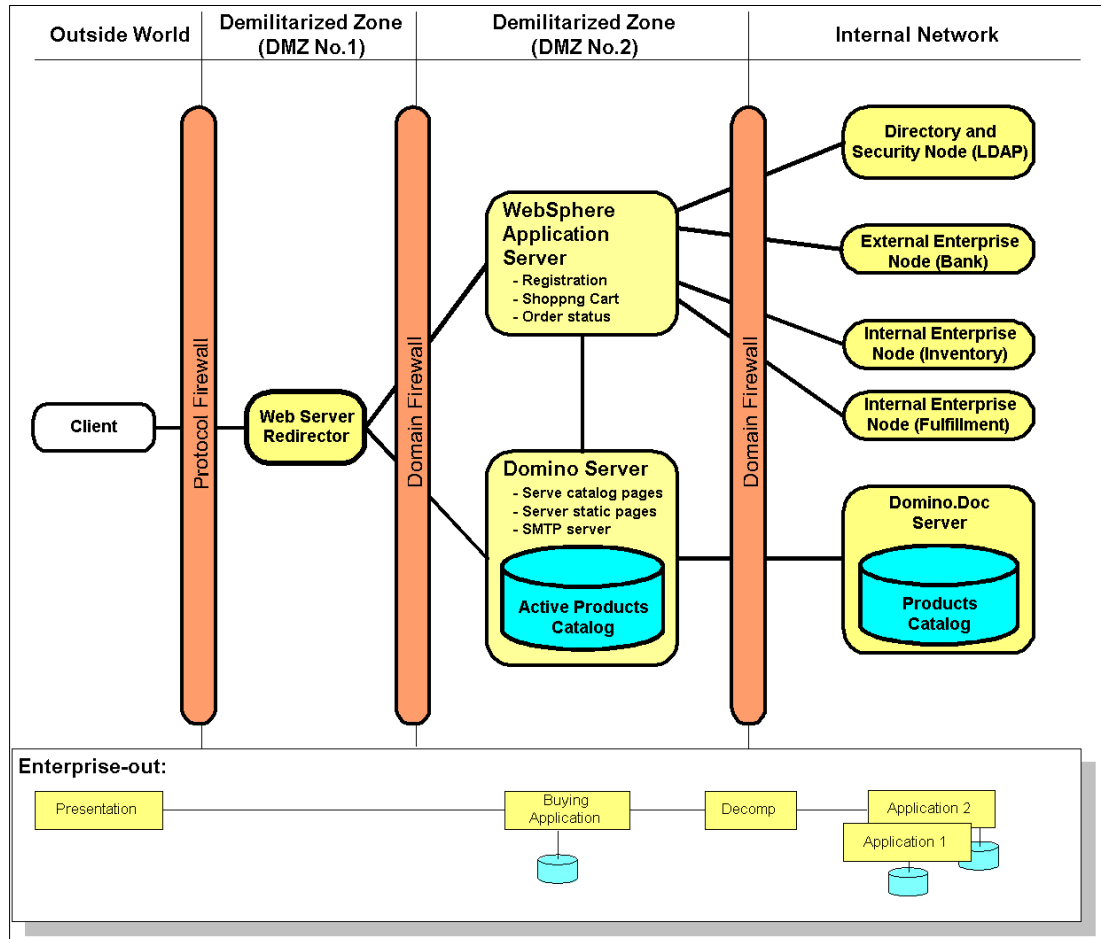 Outside World
Demilitarized Zone
(DMZ No.1)
Demilitarized Zone
(DMZ No.2)
Internal Network
Protocol Firewall
Domain Firewall
Domain Firewall
Client
Web Server
Redirector
WebSphere
Application
Server
- Registration
- Shoppng Cart
- Order status
Domino Server
- Serve catalog pages
- Server static pages
- SMTP server
Active Products
Catalog
Directory and
Security Node (LDAP)
External Enterprise
Node (Bank)
Internal Enterprise
Node (Inventory)
Internal Enterprise
Node (Fulfillment)
Domino.Doc
Server
Products
Catalog
Enterprise-out:
Presentation
Buying
Application
Decomp
Application 2
Application 1